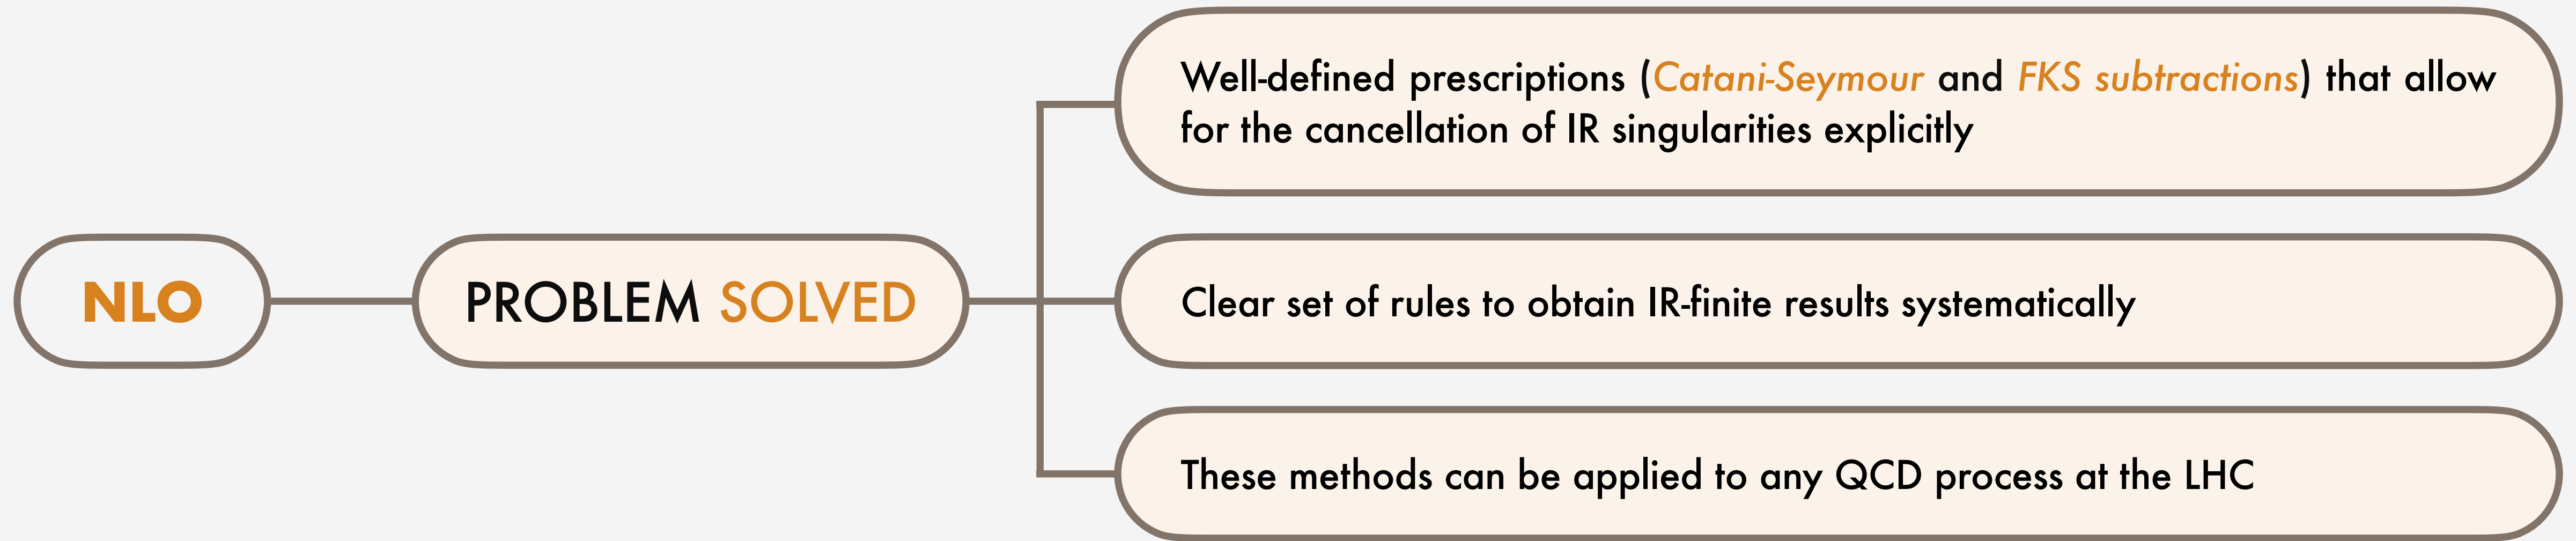 NLO
PROBLEM SOLVED
Well-defined prescriptions (Catani-Seymour and FKS subtractions) that allow
for the cancellation of IR singularities explicitly
Clear set of rules to obtain IR-finite results systematically
These methods can be applied to any QCD process at the LHC